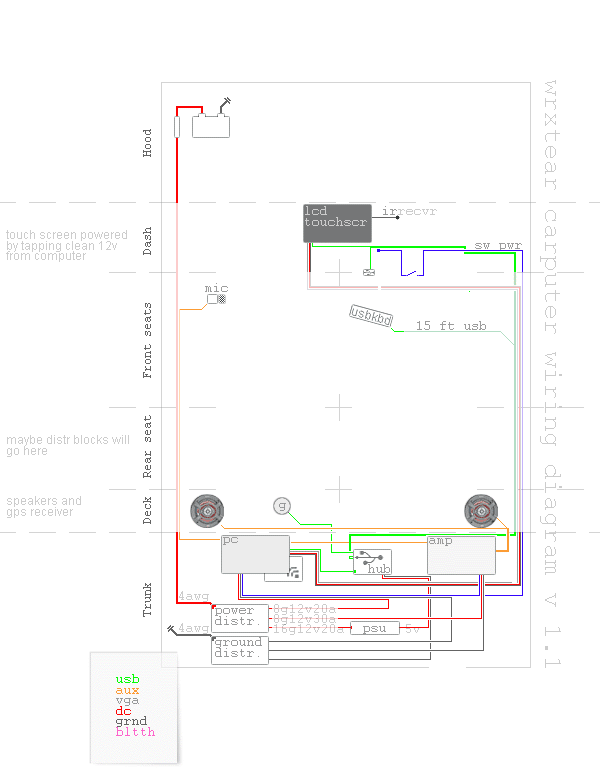 wrxtear carputer wiring diagram v 1.1
Hood
lcd
touchscr
irrecvr
touch screen powered
by tapping clean 12v
from computer
Dash
sw pwr
mic
Front seats
usbkbd
15 ft usb
maybe distr blocks will
go here
Rear seat
speakers and
gps receiver
Deck
g
pc
amp
hub
Trunk
4awg
power
distr.
8g12v20a
8g12v30a
16g12v20a
psu
5v
4awg
ground
distr.
usb
aux
vga
dc
grnd
bltth